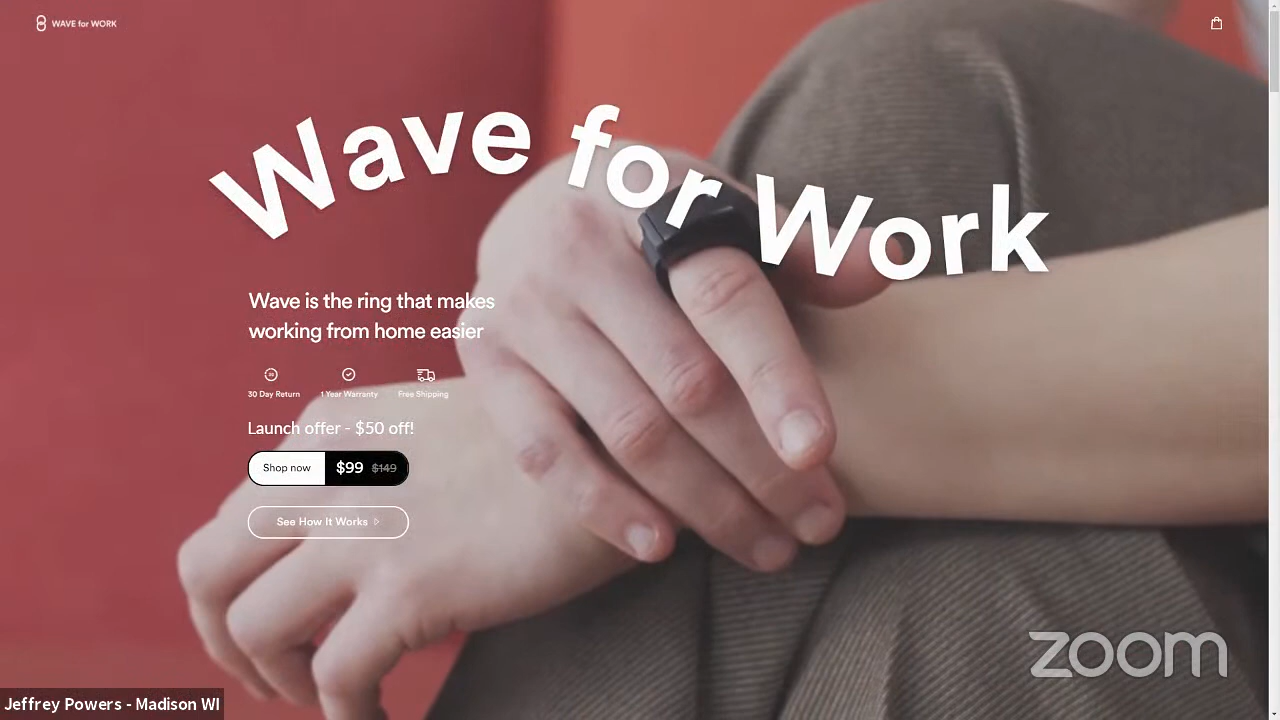 WAVE for WORK
Wave for Work
Wave is the ring that makes
working from home easier
30 Day Return 1 Year Warranty Free Shipping
Launch offer - $50 off!
Shop now $99 $149
See How It Works
zoom
Jeffrey Powers - Madison WI